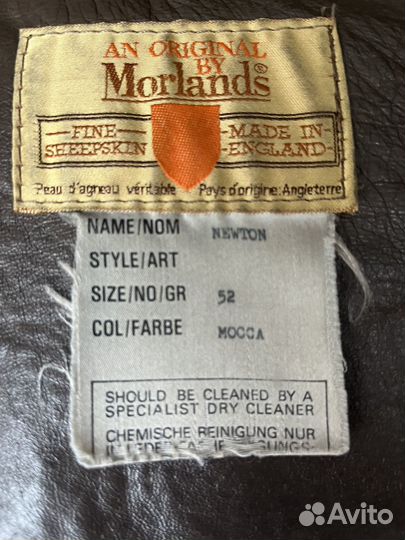 AN ORIGINAL
BY
Morlands®
FINE
SHEEPSKIN
MADE IN
ENGLAND
Peau d'agneau véritable Pays d'origine: Angleterre
NAME/NOM NEWTON
STYLE/ART
SIZE/NO/GR 52
COL/FARBE MOCCA
SHOULD BE CLEANED BY A
SPECIALIST DRY CLEANER
CHEMISCHE REINIGUNG NUR
Avito